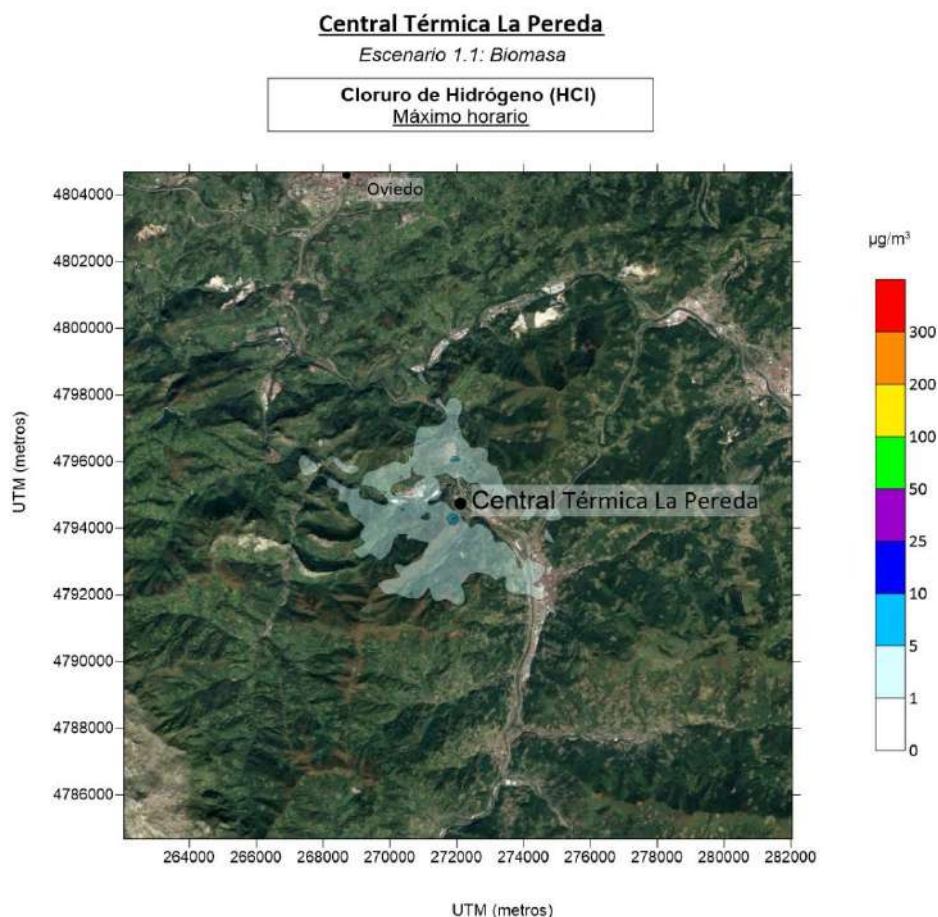 Central Térmica La Pereda
Escenario 1.1: Biomasa
Cloruro de Hidrógeno (HCl)
Máximo horario
Oviedo
Central Térmica La Pereda
UTM (metros)
4804000
4802000
4800000
4798000
4796000
4794000
4792000
4790000
4788000
4786000
264000 266000 268000 270000 272000 274000 276000 278000 280000 282000
UTM (metros)
µg/m³
300
200
100
50
25
10
5
1
0